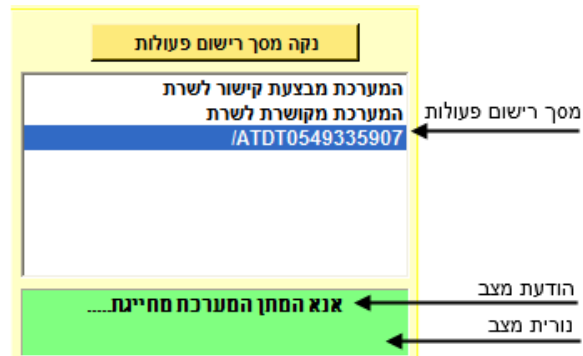 נקה מסך רישום פעולות
המערכת מבצעת קישור לשרת
המערכת מקושרת לשרת
מסך רישום פעולות
/ATDT0549335907
הודעת מצב
אנא המתן המערכת מחייגת.....
נורית מצב